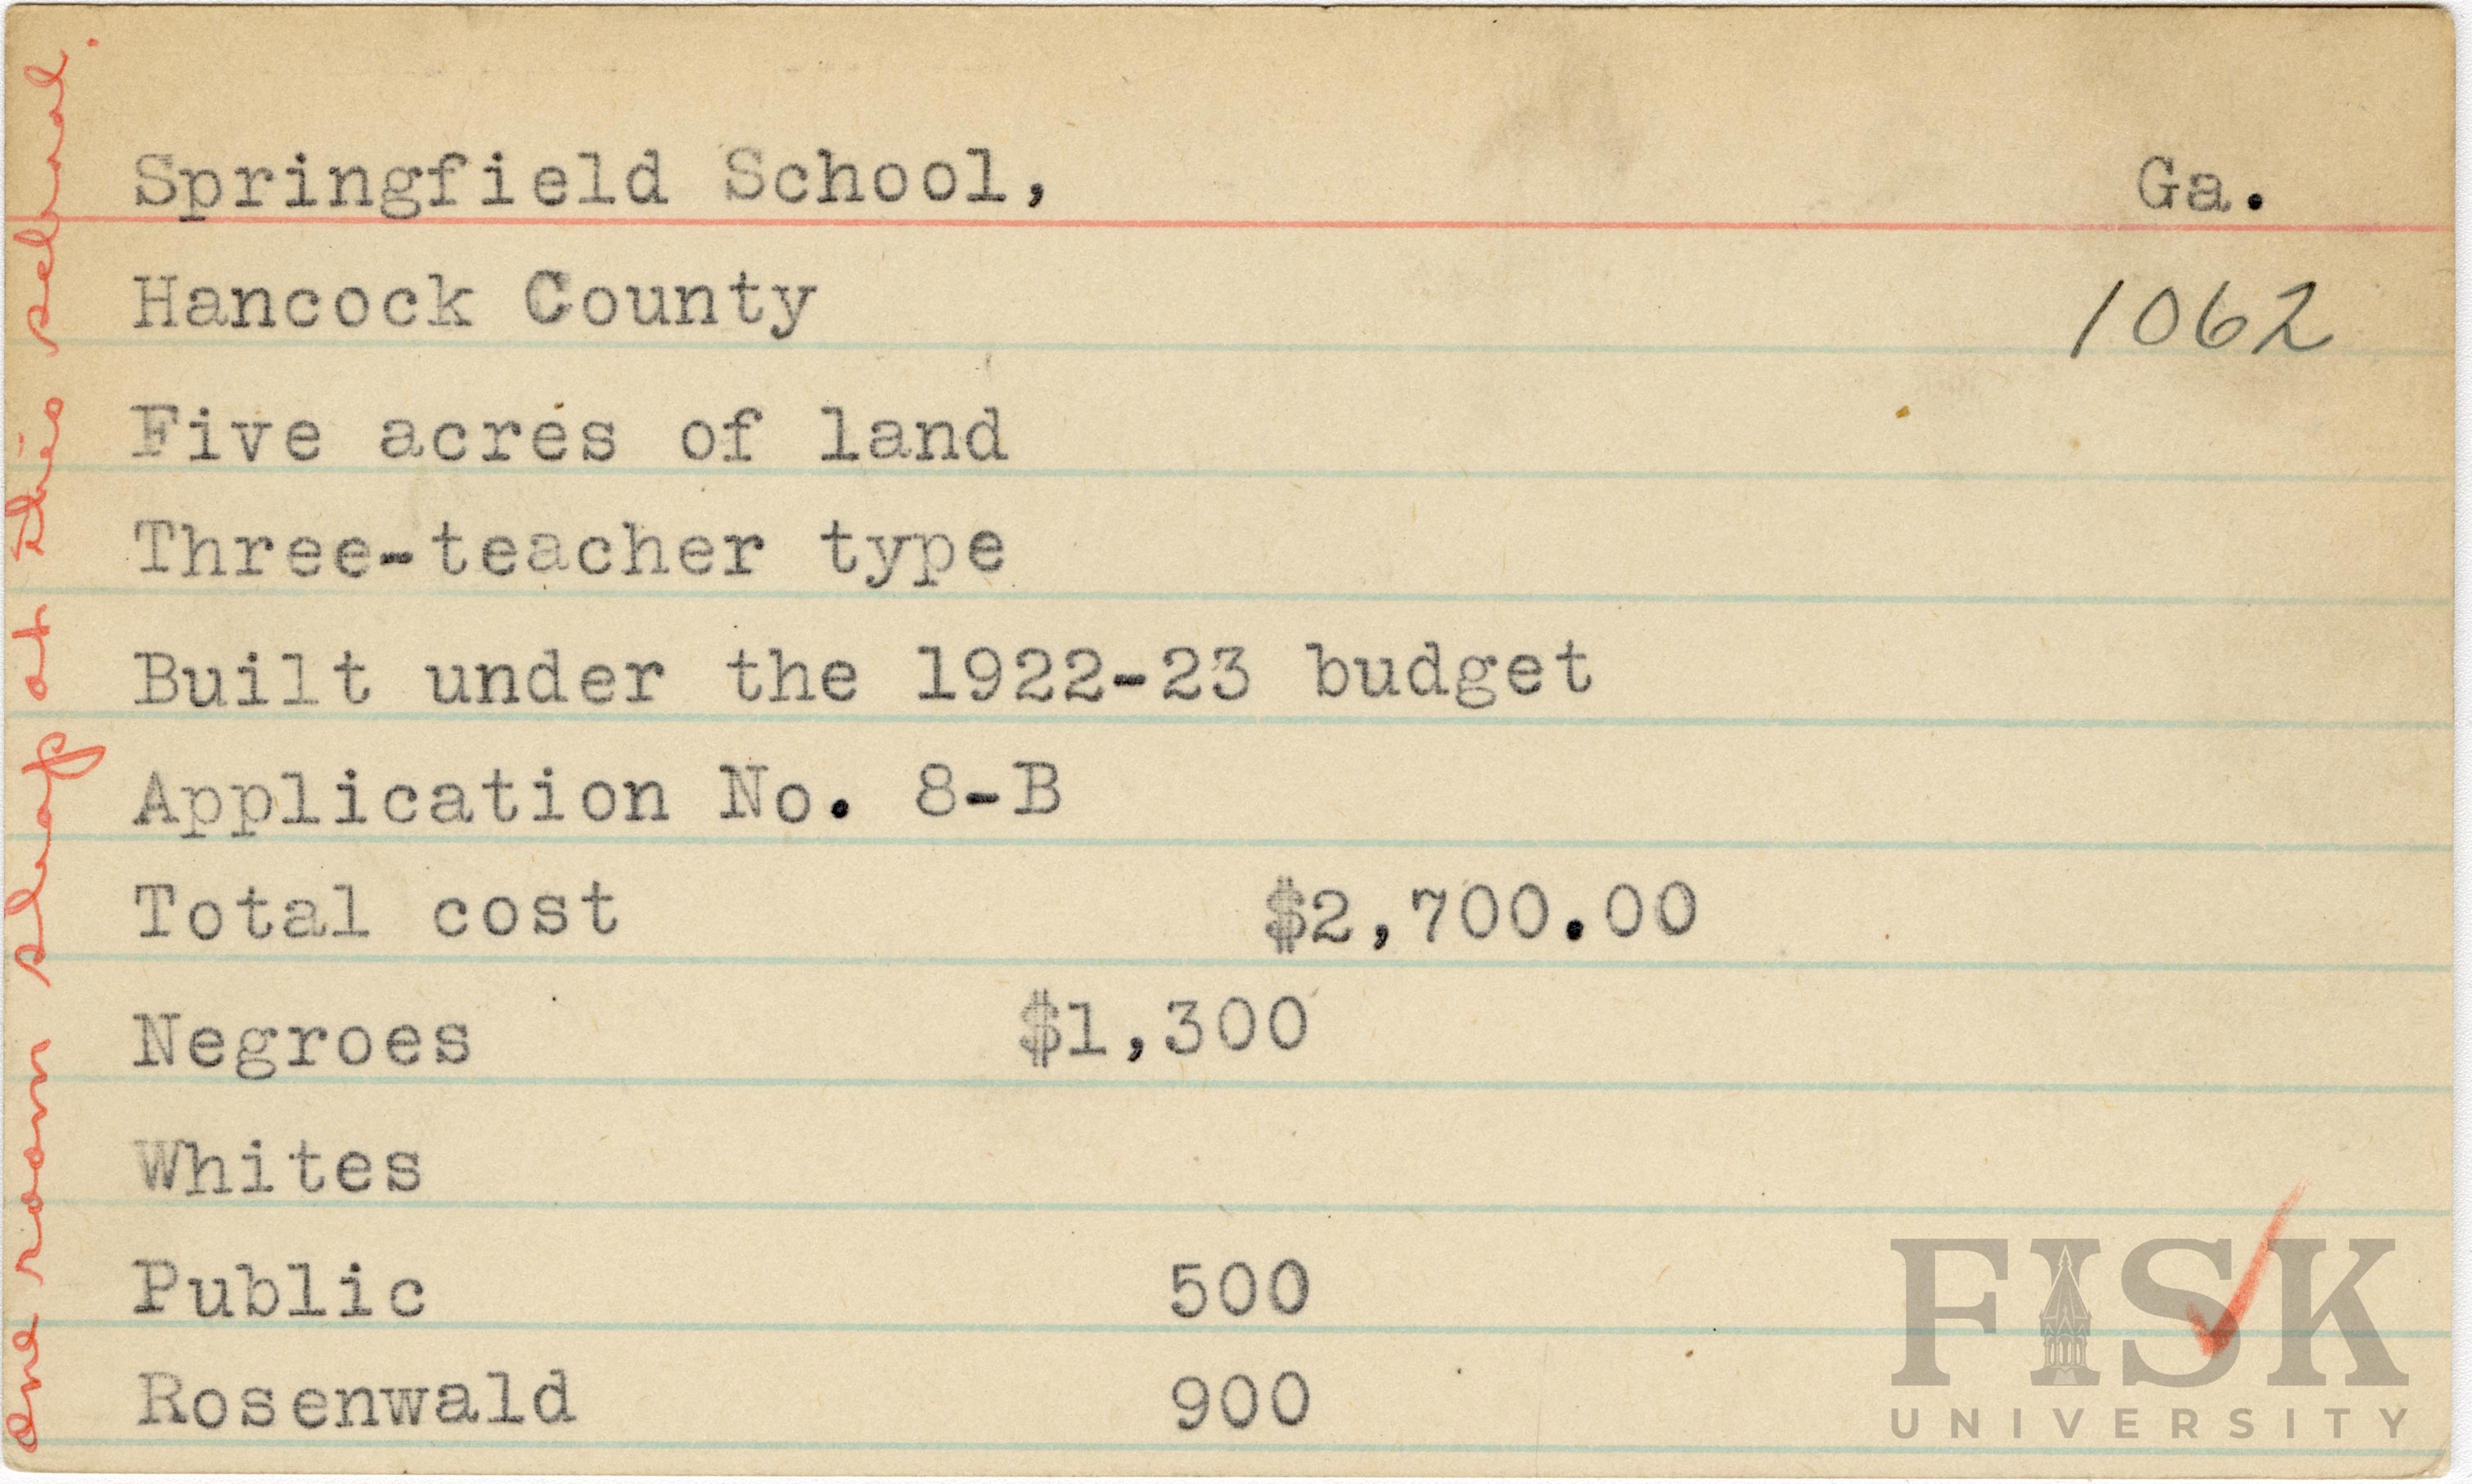 Springfield School, Ga.
Hancock County 1062
Five acres of land
Three-teacher type
Built under the 1922-23 budget
Application No. 8-B
Total cost $2,700.00
Negroes $1,300
Whites
Public 500
Rosenwald 900
one room shop at this school.
FISK
UNIVERSITY